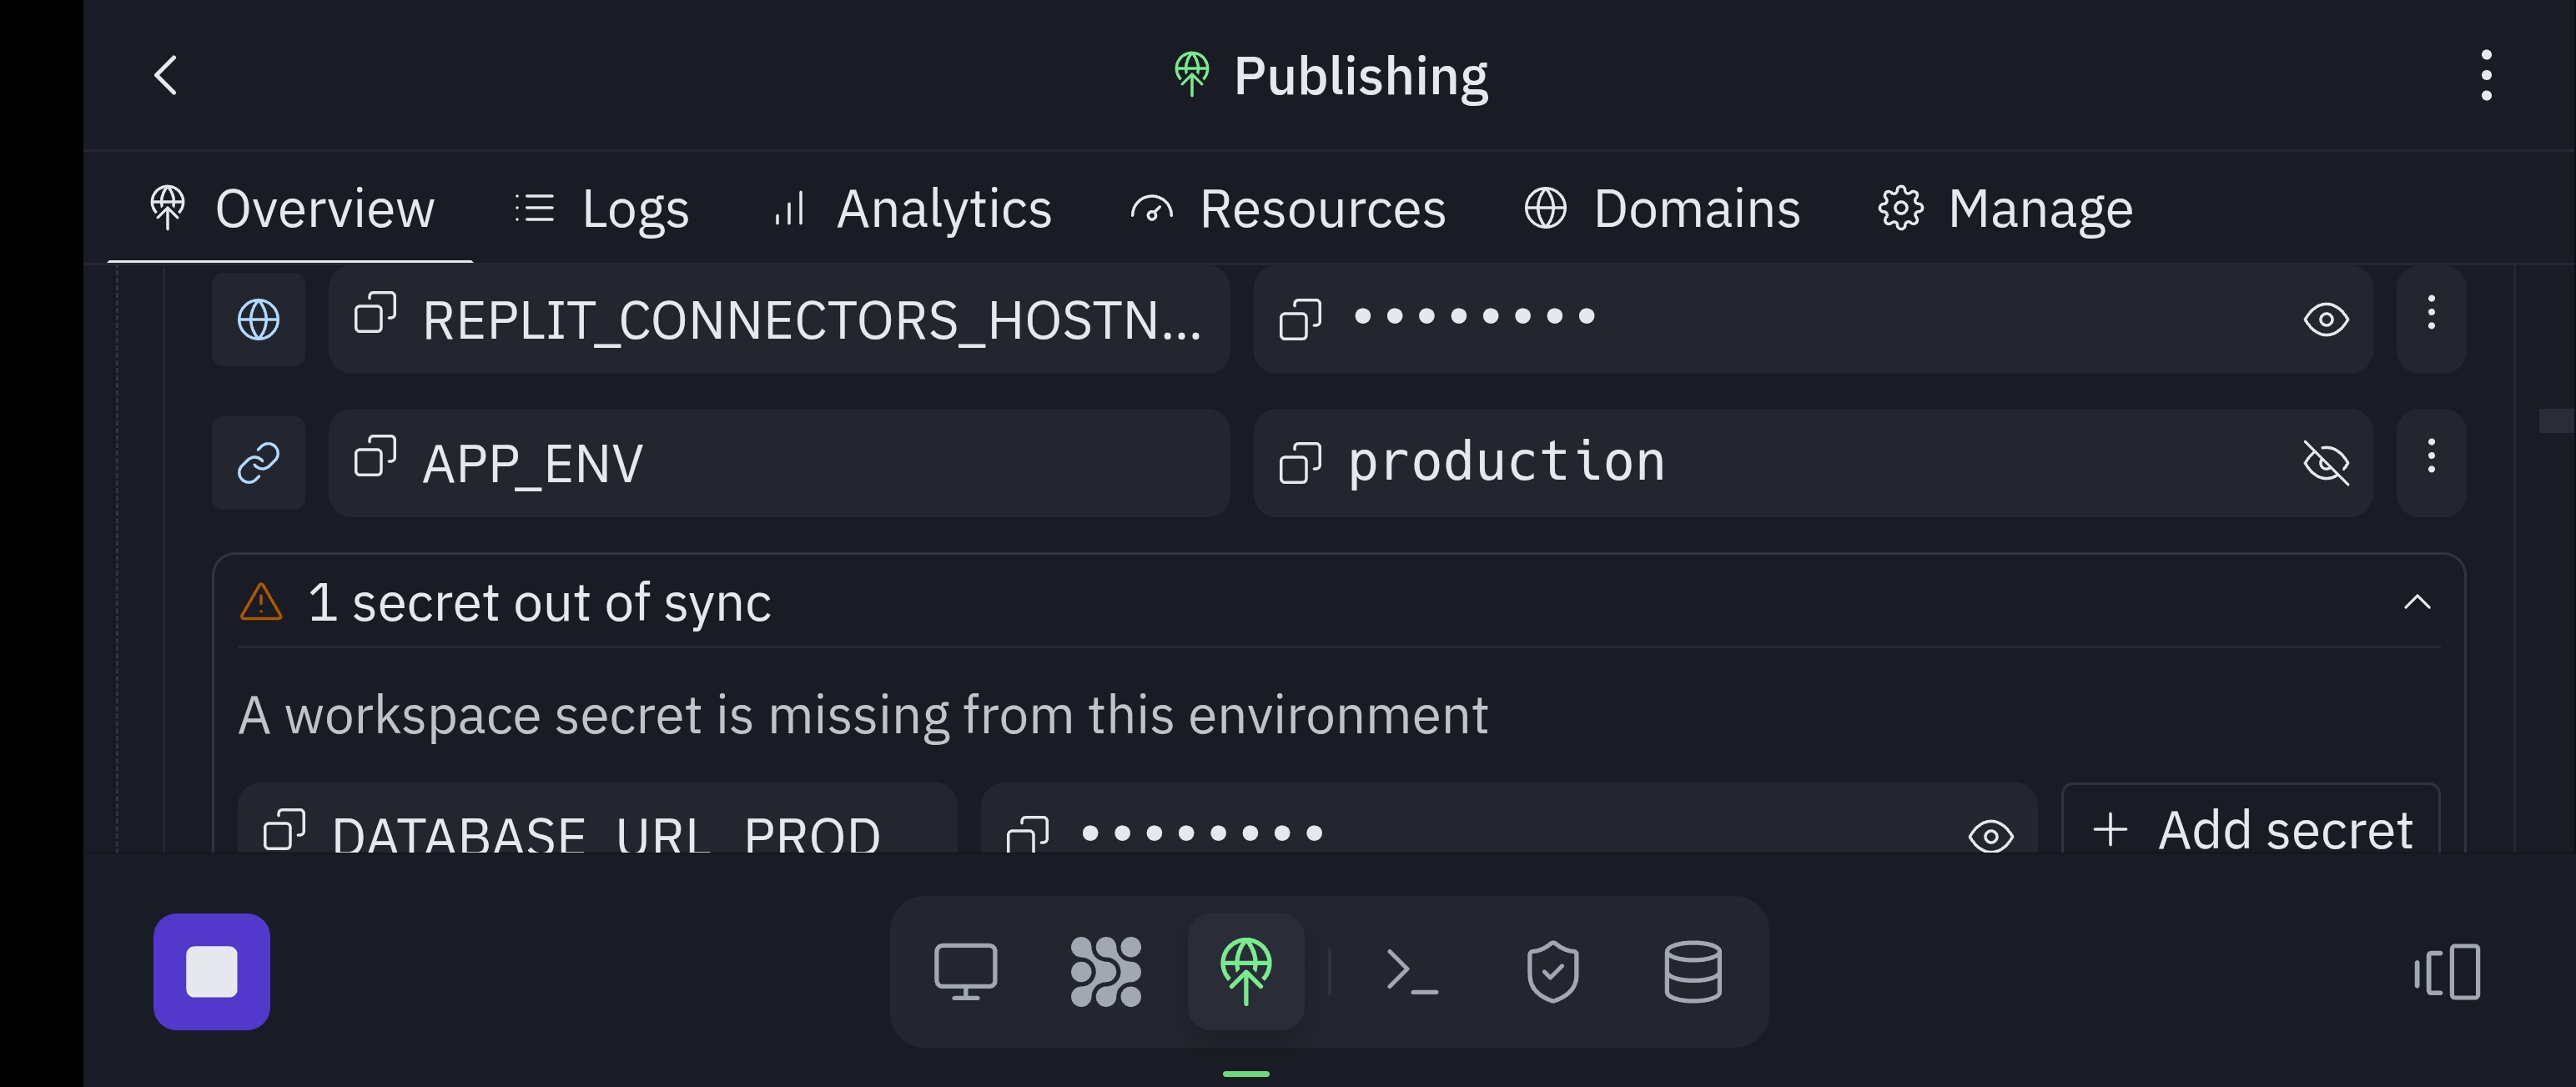 Publishing
Overview Logs Analytics Resources Domains Manage
REPLIT_CONNECTORS_HOSTN... ••••••••
APP_ENV production
1 secret out of sync
A workspace secret is missing from this environment
DATABASE_URL_PROD •••••••• + Add secret